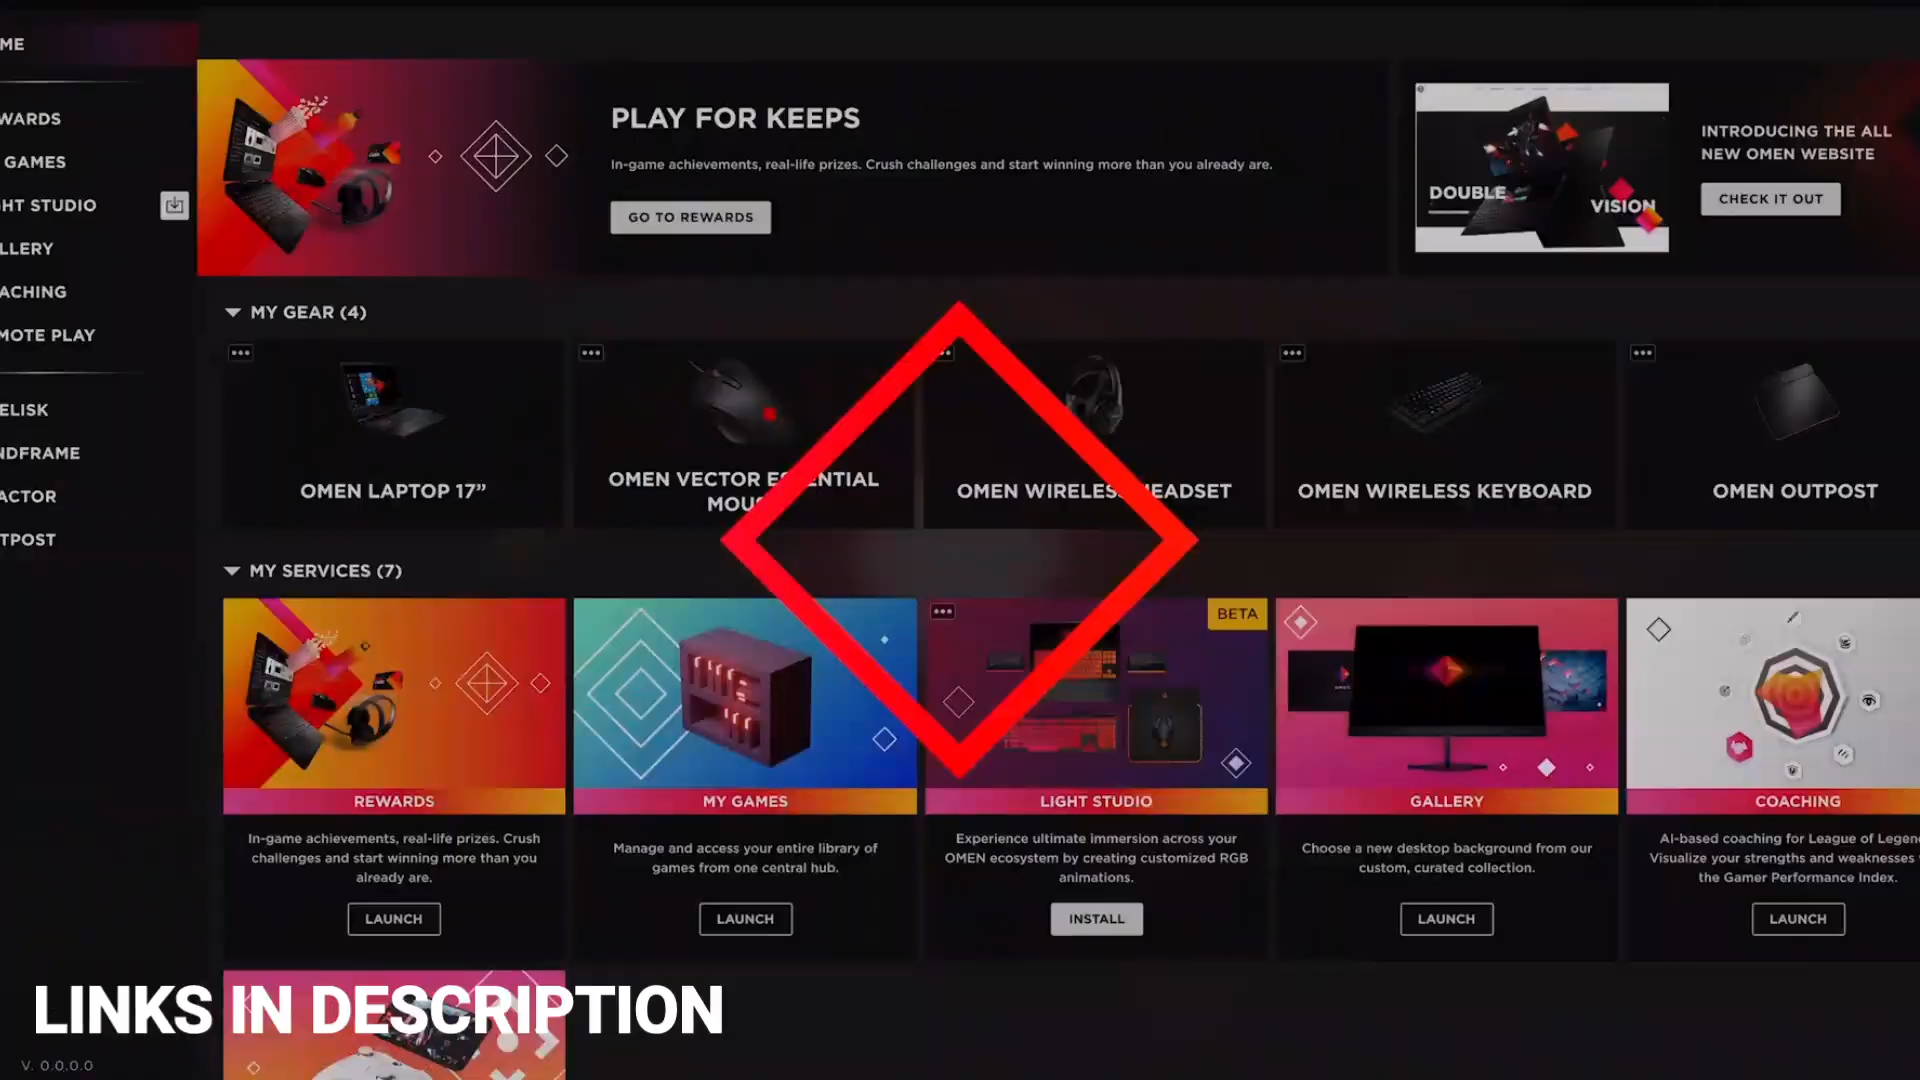 ME
WARDS
GAMES
HT STUDIO
LLERY
ACHING
MOTE PLAY
ELISK
NDFRAME
ACTOR
TPOST
PLAY FOR KEEPS
In-game achievements, real-life prizes. Crush challenges and start winning more than you already are.
GO TO REWARDS
DOUBLE
VISION
INTRODUCING THE ALL
NEW OMEN WEBSITE
CHECK IT OUT
MY GEAR (4)
OMEN LAPTOP 17”
OMEN VECTOR ESSENTIAL
MOUS
OMEN WIRELESS HEADSET
OMEN WIRELESS KEYBOARD
OMEN OUTPOST
MY SERVICES (7)
REWARDS
In-game achievements, real-life prizes. Crush
challenges and start winning more than you
already are.
LAUNCH
MY GAMES
Manage and access your entire library of
games from one central hub.
LAUNCH
BETA
LIGHT STUDIO
Experience ultimate immersion across your
OMEN ecosystem by creating customized RGB
animations.
INSTALL
GALLERY
Choose a new desktop background from our
custom, curated collection.
LAUNCH
COACHING
AI-based coaching for League of Legen
Visualize your strengths and weaknesses
the Gamer Performance Index.
LAUNCH
LINKS IN DESCRIPTION
V. 0.0.0.0